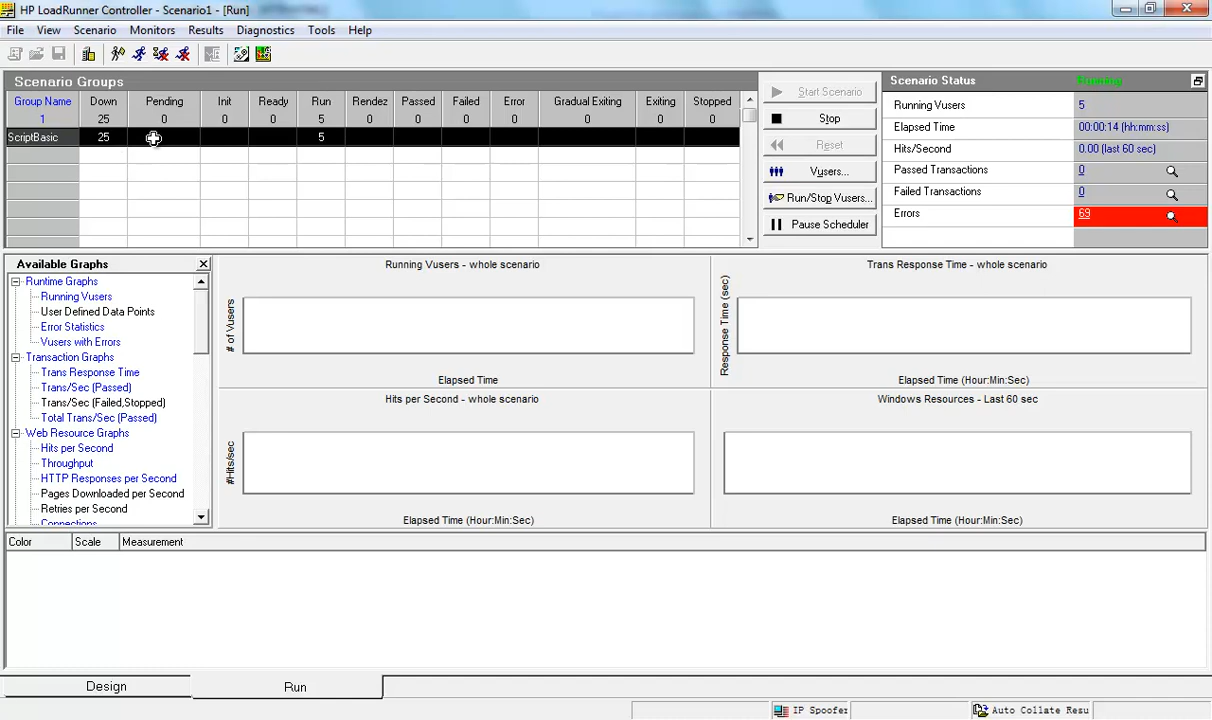 HP LoadRunner Controller - Scenario1 - [Run]
File View Scenario Monitors Results Diagnostics Tools Help
Scenario Groups
Group Name Down Pending Init Ready Run Rendez Passed Failed Error Gradual Exiting Exiting Stopped
1 25 0 0 0 5 0 0 0 0 0 0 0
ScriptBasic 25 5
Start Scenario
Stop
Reset
Vusers...
Run/Stop Vusers...
Pause Scheduler
Scenario Status Running
Running Vusers 5
Elapsed Time 00:00:14 (hh:mm:ss)
Hits/Second 0.00 (last 60 sec)
Passed Transactions 0
Failed Transactions 0
Errors 69
Available Graphs
Runtime Graphs
Running Vusers
User Defined Data Points
Error Statistics
Vusers with Errors
Transaction Graphs
Trans Response Time
Trans/Sec (Passed)
Trans/Sec (Failed,Stopped)
Total Trans/Sec (Passed)
Web Resource Graphs
Hits per Second
Throughput
HTTP Responses per Second
Pages Downloaded per Second
Retries per Second
Connections
Running Vusers - whole scenario
# of Vusers
Elapsed Time
Trans Response Time - whole scenario
Response Time (sec)
Elapsed Time (Hour:Min:Sec)
Hits per Second - whole scenario
#Hits/sec
Elapsed Time (Hour:Min:Sec)
Windows Resources - Last 60 sec
Elapsed Time (Hour:Min:Sec)
Color Scale Measurement
Design Run
IP Spoofer Auto Collate Resu